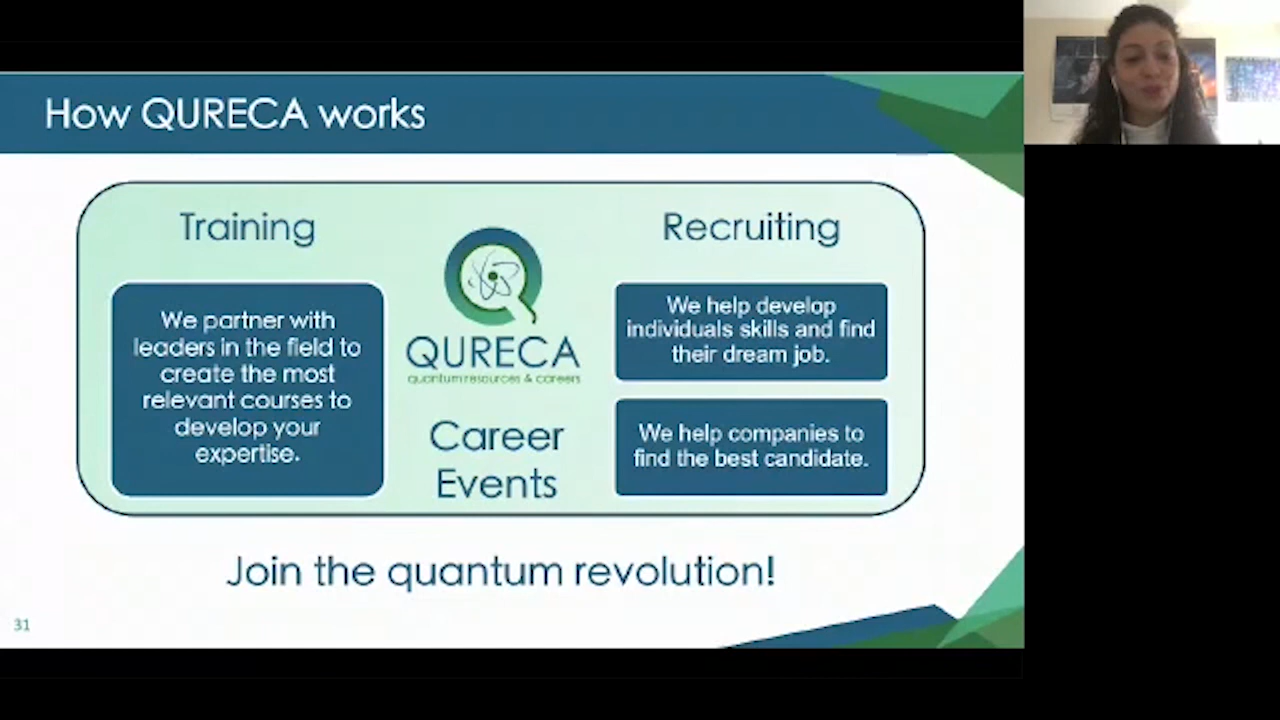 How QURECA works
Training
We partner with
leaders in the field to
create the most
relevant courses to
develop your
expertise.
QURECA
quantum resources & careers
Career
Events
Recruiting
We help develop
individuals skills and find
their dream job.
We help companies to
find the best candidate.
Join the quantum revolution!
31